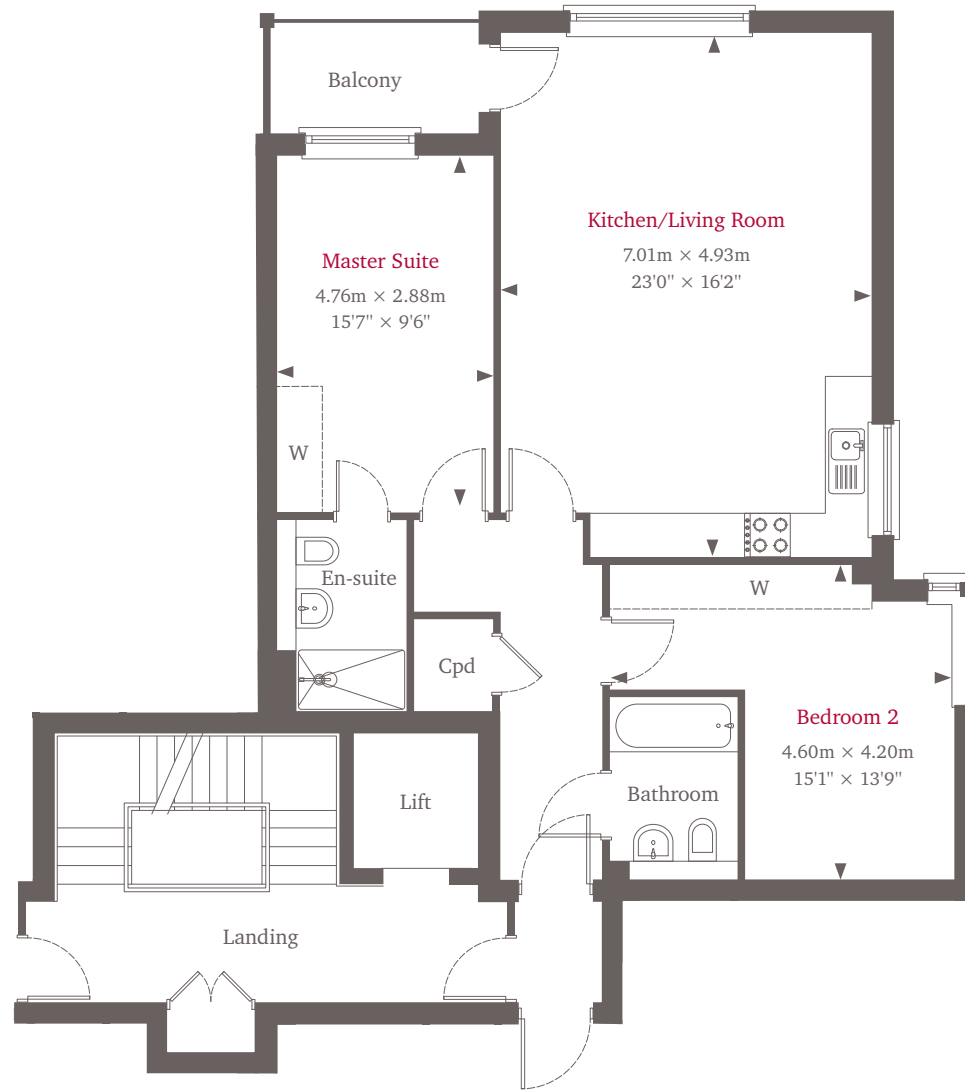 Balcony
Kitchen/Living Room
7.01m × 4.93m
23'0" × 16'2"
Master Suite
4.76m × 2.88m
15'7" × 9'6"
W
En-suite
W
Cpd
Bedroom 2
4.60m × 4.20m
15'1" × 13'9"
Lift
Bathroom
Landing